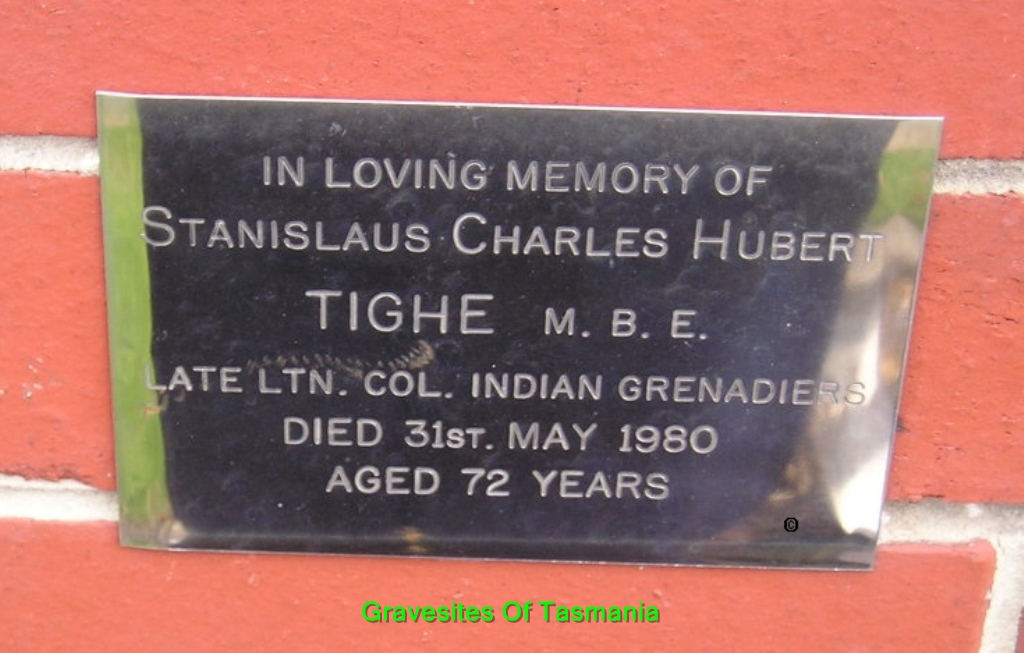 IN LOVING MEMORY OF
STANISLAUS CHARLES HUBERT
TIGHE M. B. E.
LATE LTN. COL. INDIAN GRENADIERS
DIED 31ST. MAY 1980
AGED 72 YEARS
©
Gravesites Of Tasmania